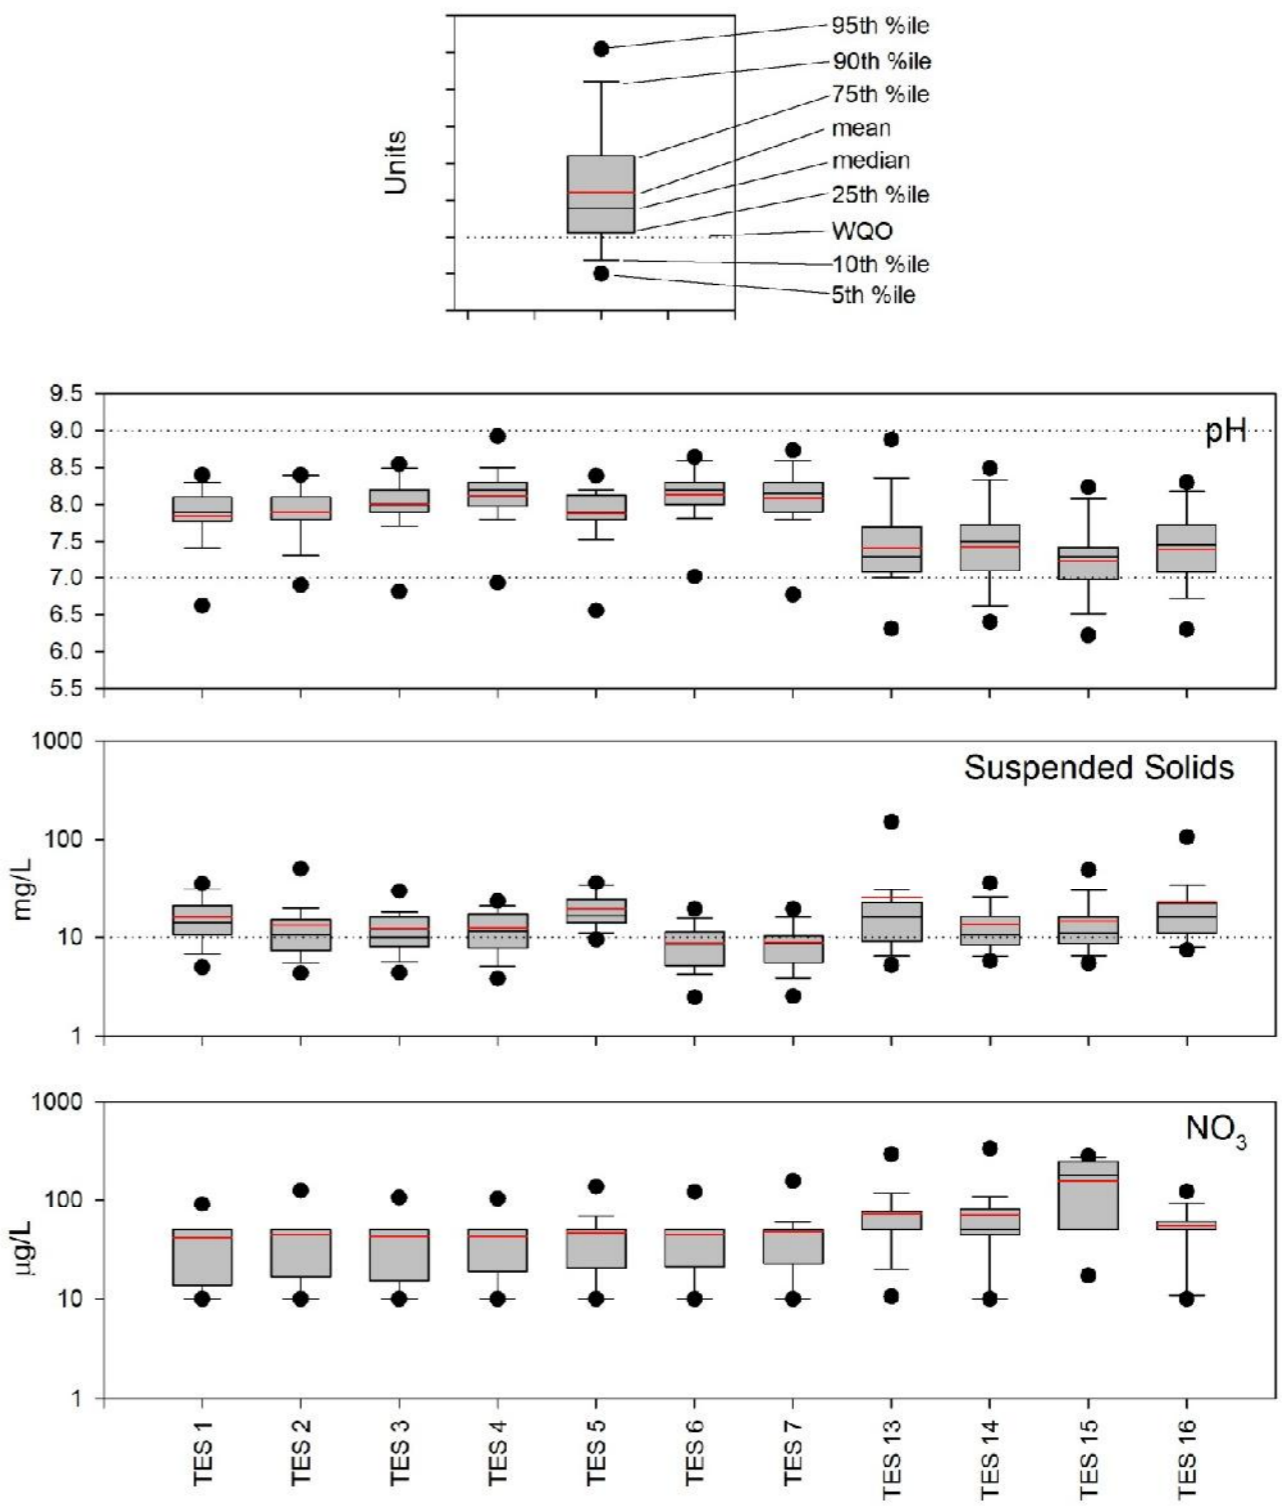 95th %ile
90th %ile
75th %ile
mean
median
25th %ile
WQO
10th %ile
5th %ile
Units
9.5
9.0
8.5
8.0
7.5
7.0
6.5
6.0
5.5
pH
1000
100
10
1
mg/L
Suspended Solids
1000
100
10
1
µg/L
NO3
TES 1
TES 2
TES 3
TES 4
TES 5
TES 6
TES 7
TES 13
TES 14
TES 15
TES 16